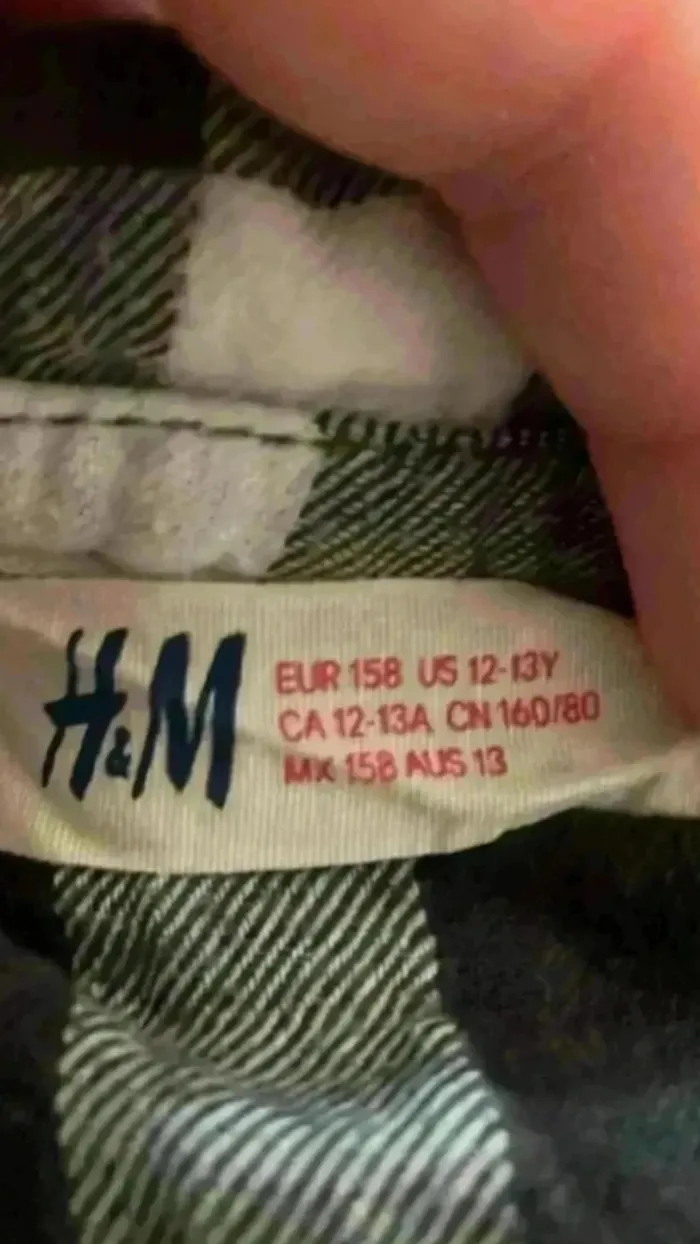 H&M
EUR 158 US 12-13Y
CA 12-13A CN 160/80
MX 158 AUS 13